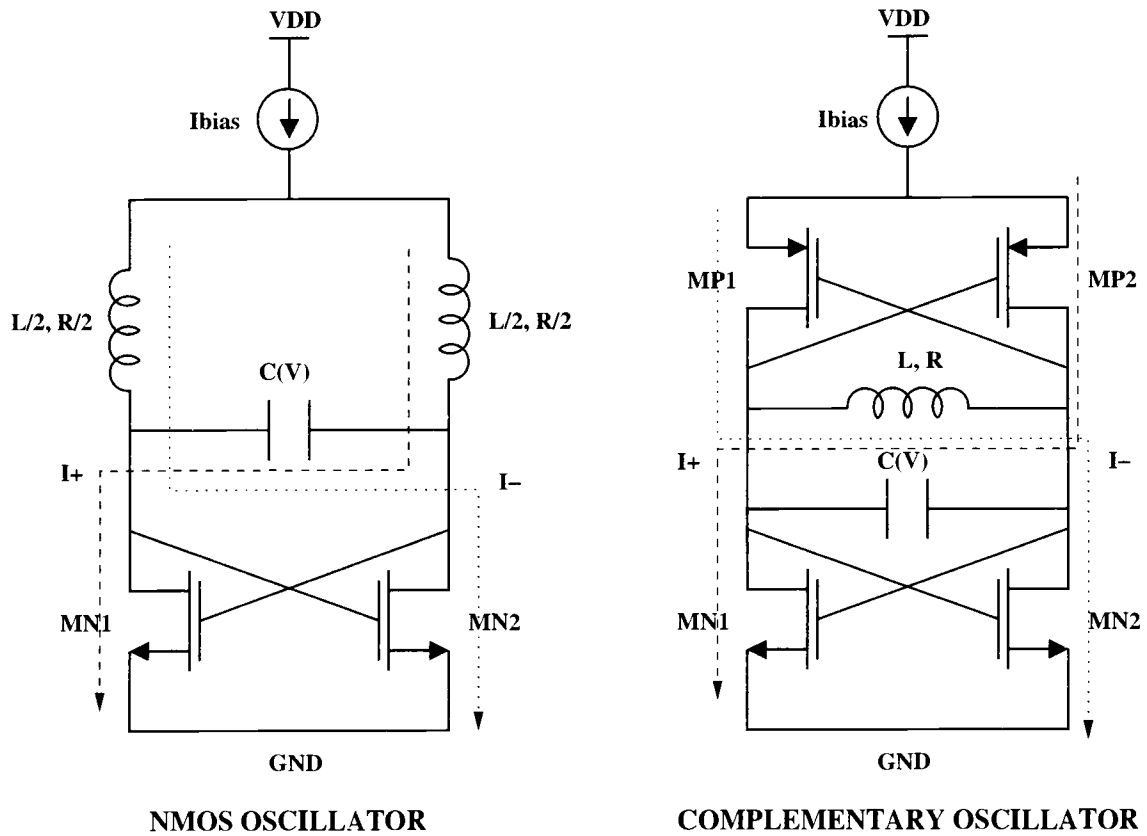 VDD
Ibias
L/2, R/2
L/2, R/2
C(V)
I+
I−
MN1
MN2
GND
NMOS OSCILLATOR
VDD
Ibias
MP1
MP2
L, R
I+
C(V)
I−
MN1
MN2
GND
COMPLEMENTARY OSCILLATOR